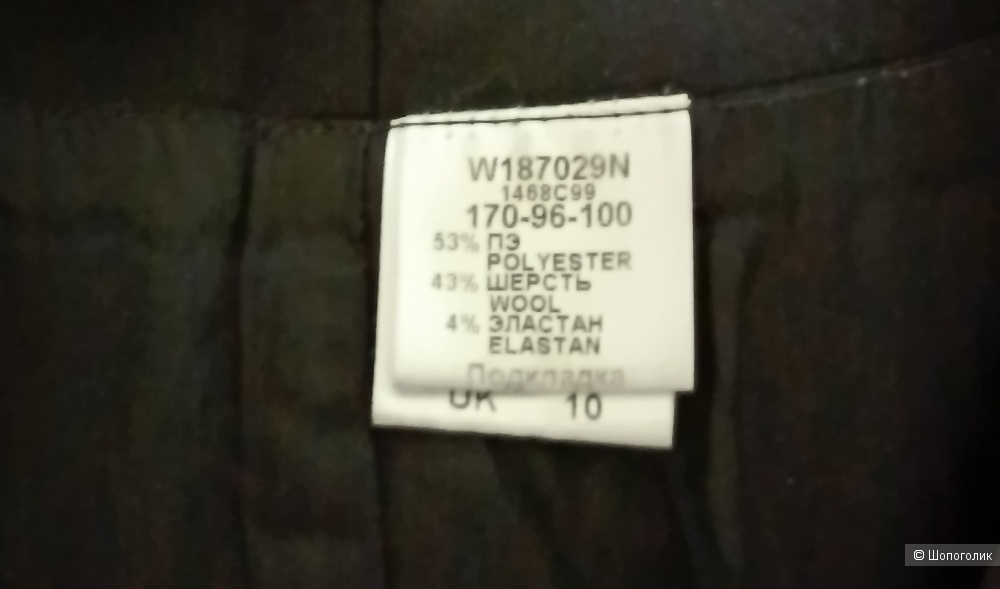 W187029N
1468C99
170-96-100
53% ПЭ
POLYESTER
43% ШЕРСТЬ
WOOL
4% ЭЛАСТАН
ELASTAN
Подкладка
UK 10
© Шопоголик